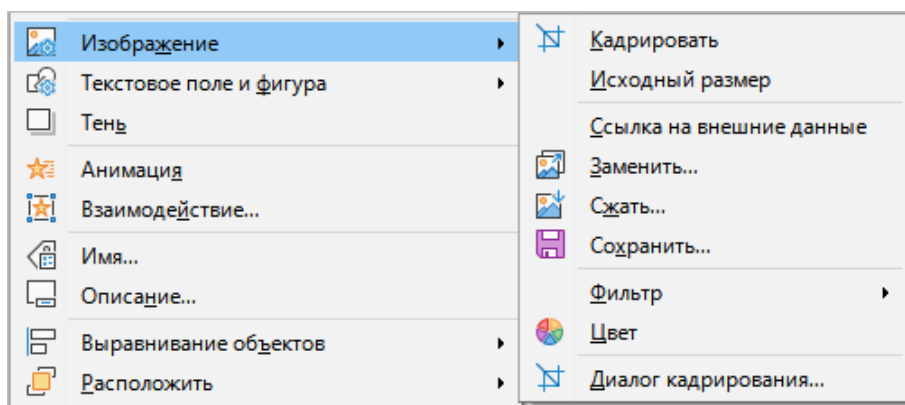 Изображение
Текстовое поле и фигура
Тень
Анимация
Взаимодействие...
Имя...
Описание...
Выравнивание объектов
Расположить
Кадрировать
Исходный размер
Ссылка на внешние данные
Заменить...
Сжать...
Сохранить...
Фильтр
Цвет
Диалог кадрирования...